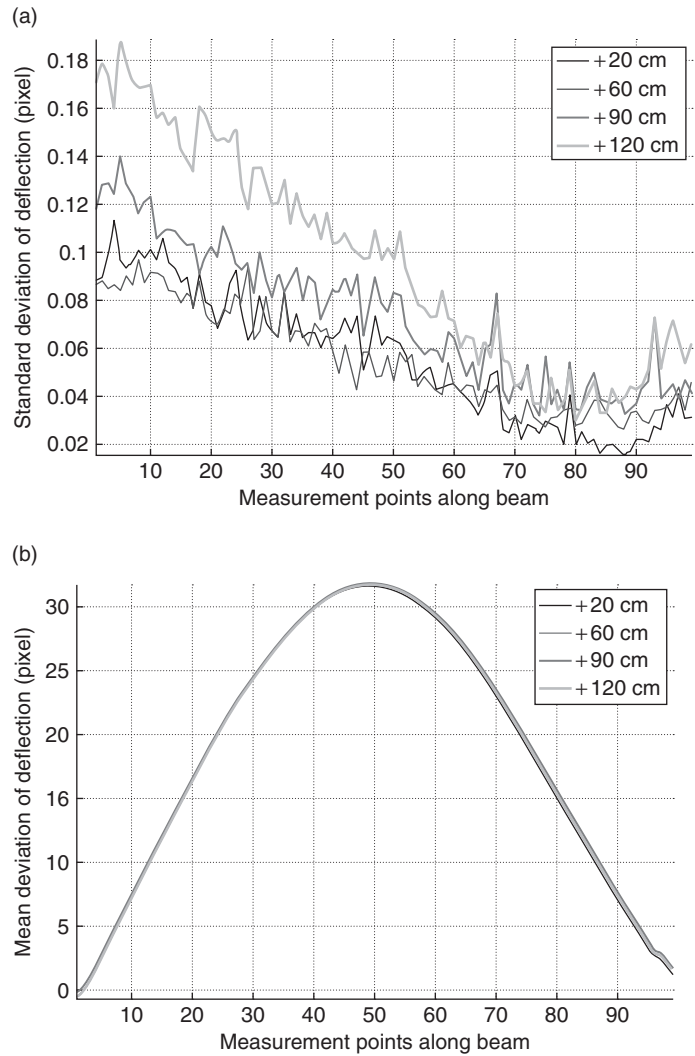 (a)
Standard deviation of deflection (pixel)
0.18
0.16
0.14
0.12
0.1
0.08
0.06
0.04
0.02
10 20 30 40 50 60 70 80 90
Measurement points along beam
+20 cm
+60 cm
+90 cm
+120 cm
(b)
Mean deviation of deflection (pixel)
30
25
20
16
10
5
0
10 20 30 40 50 60 70 80 90
Measurement points along beam
+20 cm
+60 cm
+90 cm
+120 cm